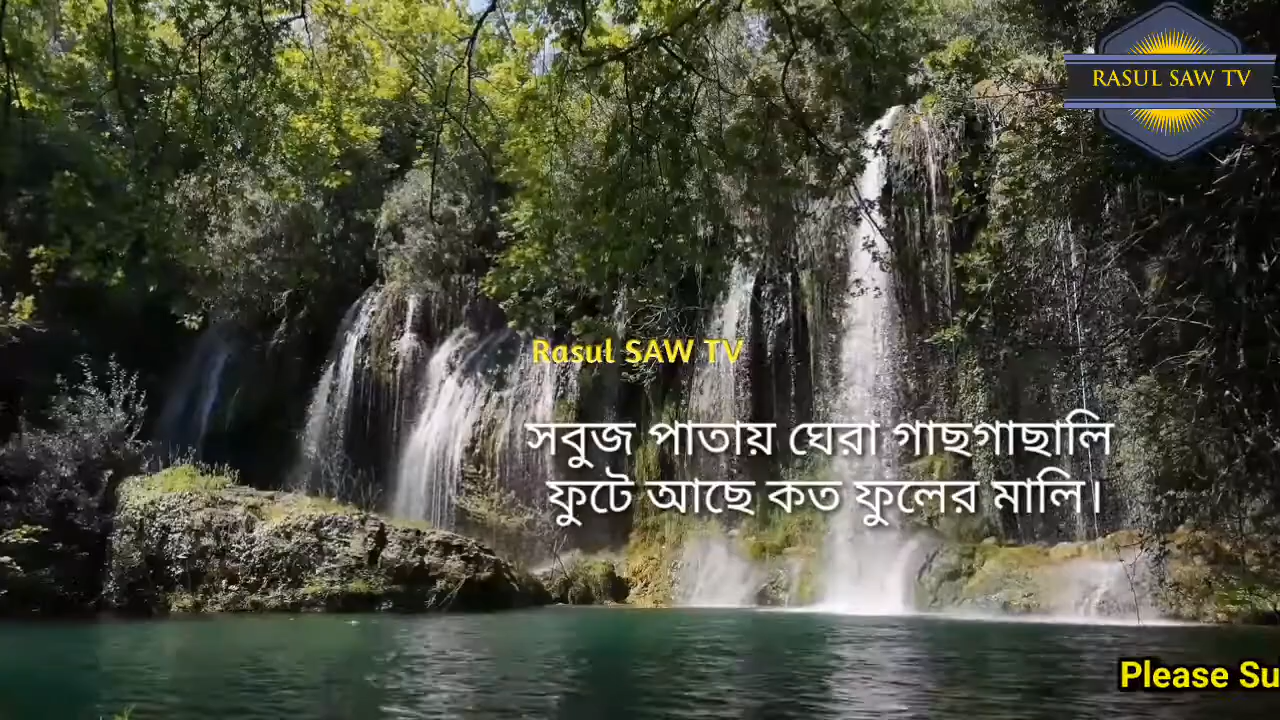 RASUL SAW TV
Rasul SAW TV
সবুজ পাতায় ঘেরা গাছগাছালি
ফুটে আছে কত ফুলের মালি।
Please Su